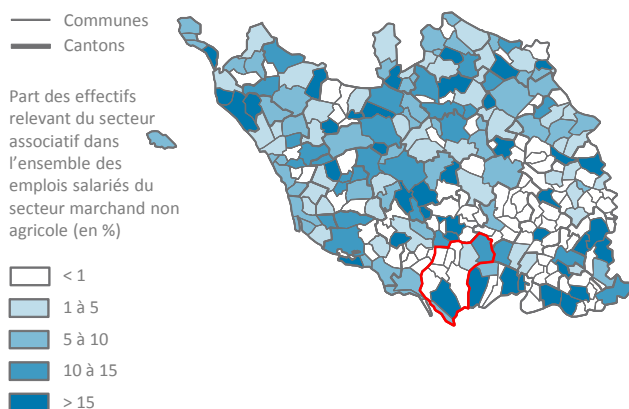 Communes
Cantons
Part des effectifs
relevant du secteur
associatif dans
l'ensemble des
emplois salariés du
secteur marchand non
agricole (en %)
< 1
1 à 5
5 à 10
10 à 15
> 15